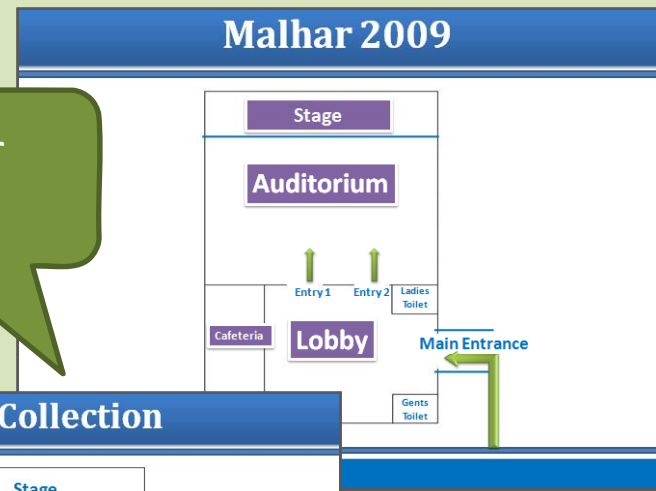 Malhar 2009
Stage
Auditorium
Entry 1 Entry 2
Ladies
Toilet
Cafeteria
Lobby
Main Entrance
Gents
Toilet
Collection
Stage